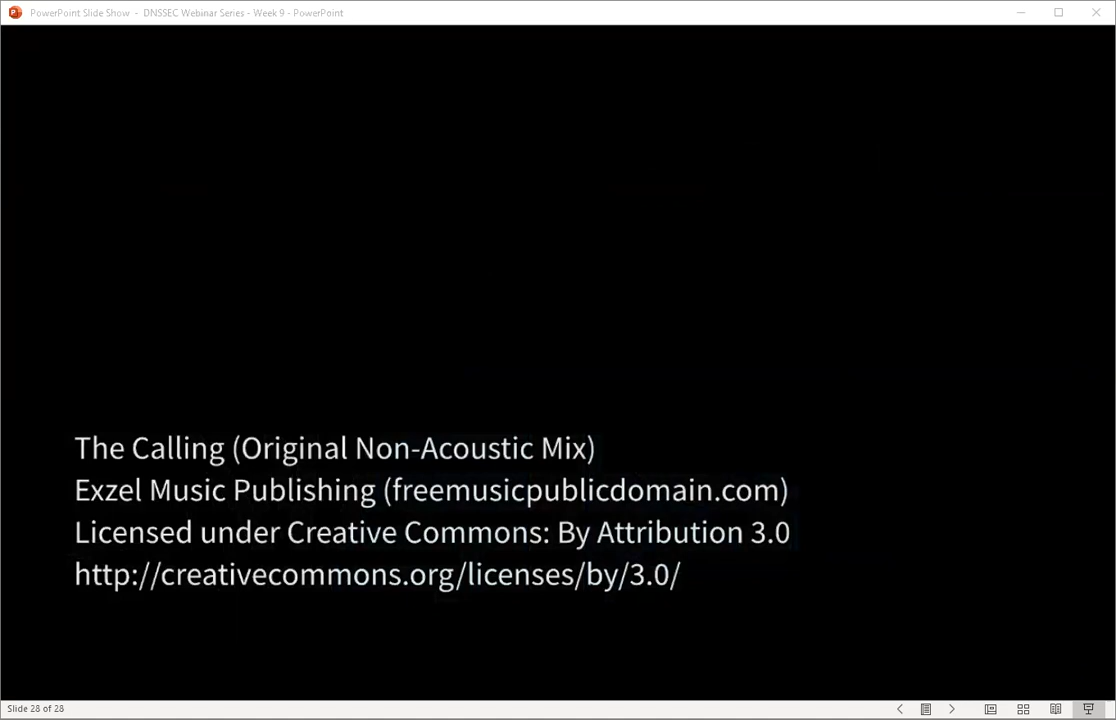 PowerPoint Slide Show - DNSSEC Webinar Series - Week 9 - PowerPoint
The Calling (Original Non-Acoustic Mix)
Exzel Music Publishing (freemusicpublicdomain.com)
Licensed under Creative Commons: By Attribution 3.0
http://creativecommons.org/licenses/by/3.0/
Slide 28 of 28